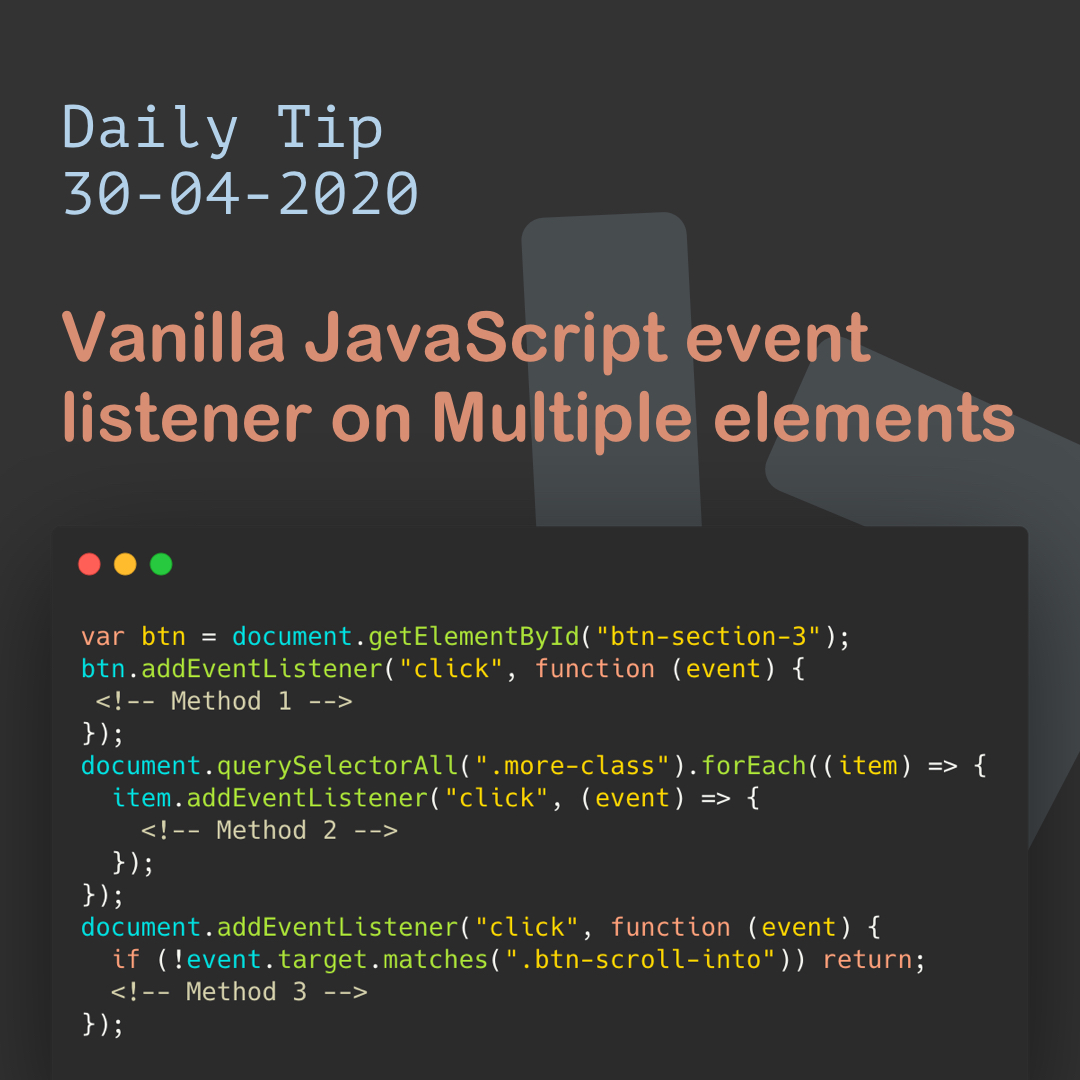 Daily Tip
30-04-2020
Vanilla JavaScript event
listener on Multiple elements
var btn = document.getElementById("btn-section-3");
btn.addEventListener("click", function (event) {
 <!-- Method 1 -->
});
document.querySelectorAll(".more-class").forEach((item) => {
  item.addEventListener("click", (event) => {
    <!-- Method 2 -->
  });
});
document.addEventListener("click", function (event) {
  if (!event.target.matches(".btn-scroll-into")) return;
  <!-- Method 3 -->
});